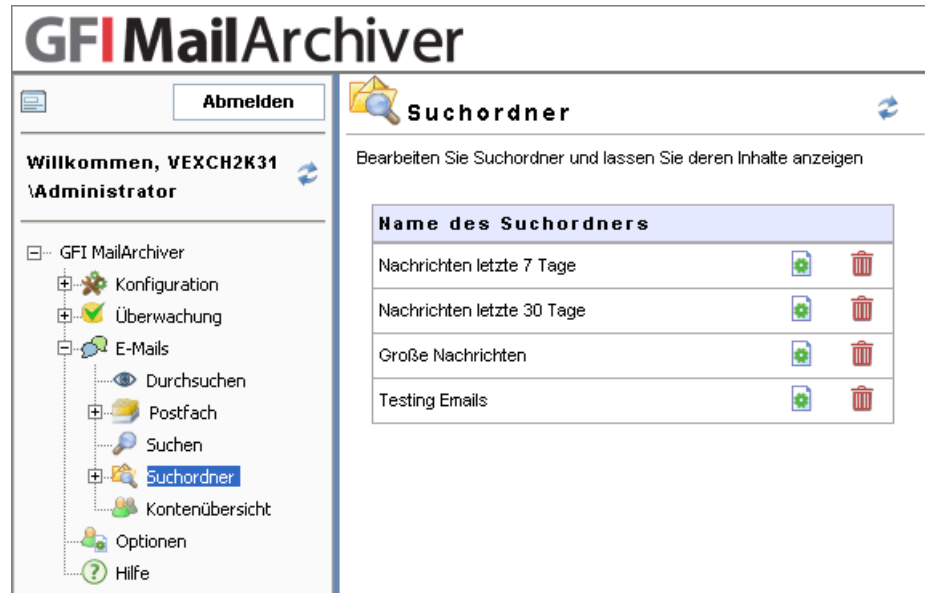 GFI MailArchiver
Abmelden
Willkommen, VEXCH2K31
\Administrator
GFI MailArchiver
Konfiguration
Überwachung
E-Mails
Durchsuchen
Postfach
Suchen
Suchordner
Kontenübersicht
Optionen
Hilfe
Suchordner
Bearbeiten Sie Suchordner und lassen Sie deren Inhalte anzeigen
Name des Suchordners
Nachrichten letzte 7 Tage
Nachrichten letzte 30 Tage
Große Nachrichten
Testing Emails